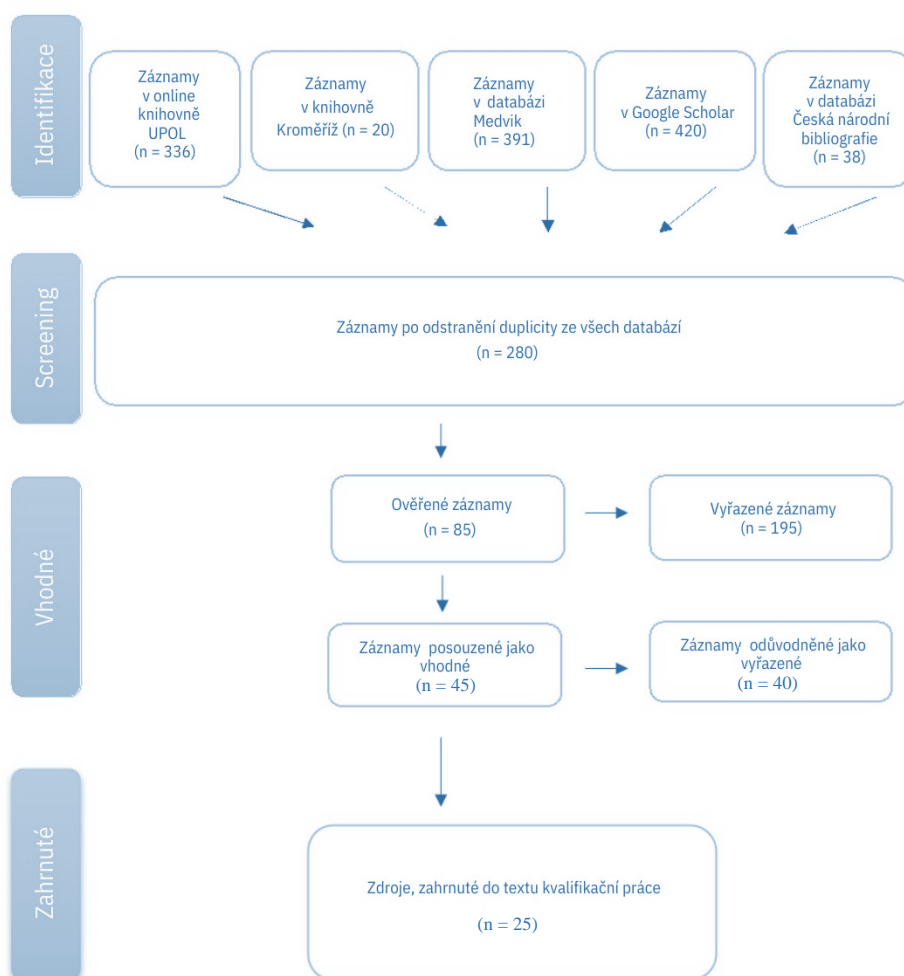 Identifikace
Záznamy
v online
knihovně
UPOL
(n = 336)
Záznamy
v knihovně
Kroměříž (n = 20)
Záznamy
v databázi
Medvik
(n = 391)
Záznamy
v Google Scholar
(n = 420)
Záznamy
v databázi
Česká národní
bibliografie
(n = 38)
Screening
Záznamy po odstranění duplicity ze všech databází
(n = 280)
Vhodné
Ověřené záznamy
(n = 85)
Vyřazené záznamy
(n = 195)
Záznamy posouzené jako
vhodné
(n = 45)
Záznamy odůvodněné jako
vyřazené
(n = 40)
Zahrnuté
Zdroje, zahrnuté do textu kvalifikační práce
(n = 25)